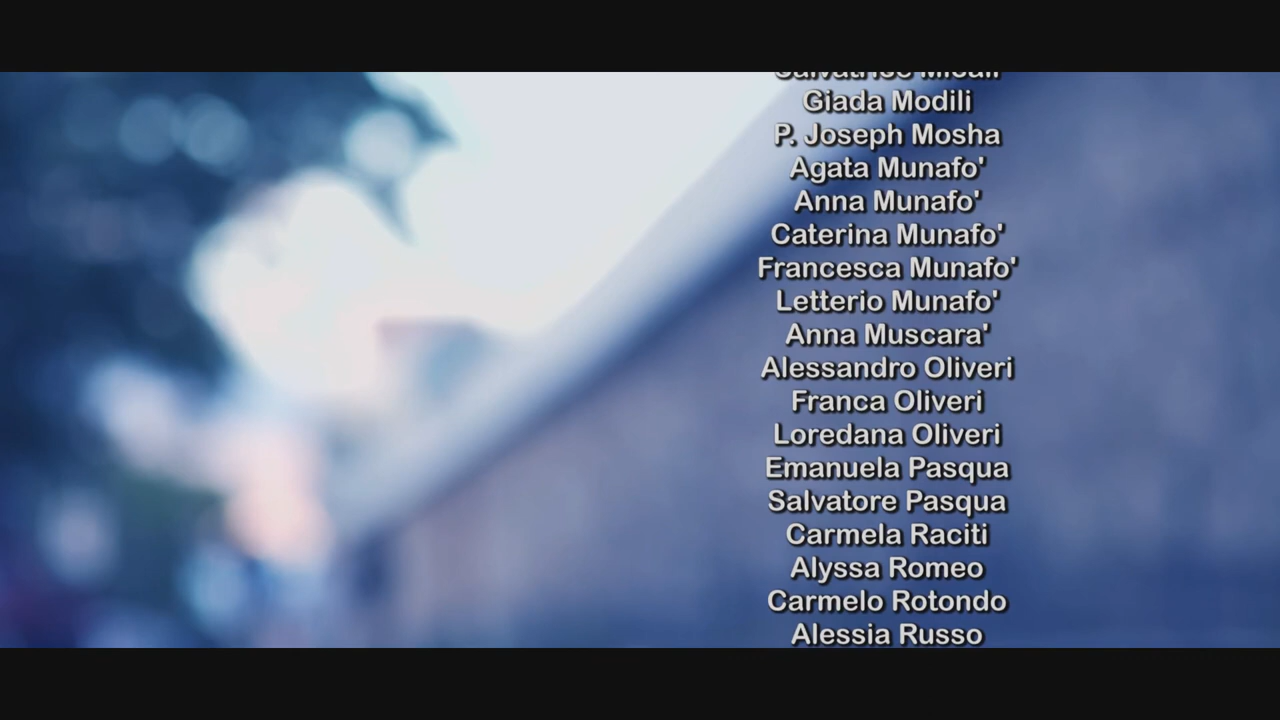 Giada Modili
P. Joseph Mosha
Agata Munafo'
Anna Munafo'
Caterina Munafo'
Francesca Munafo'
Letterio Munafo'
Anna Muscara'
Alessandro Oliveri
Franca Oliveri
Loredana Oliveri
Emanuela Pasqua
Salvatore Pasqua
Carmela Raciti
Alyssa Romeo
Carmelo Rotondo
Alessia Russo